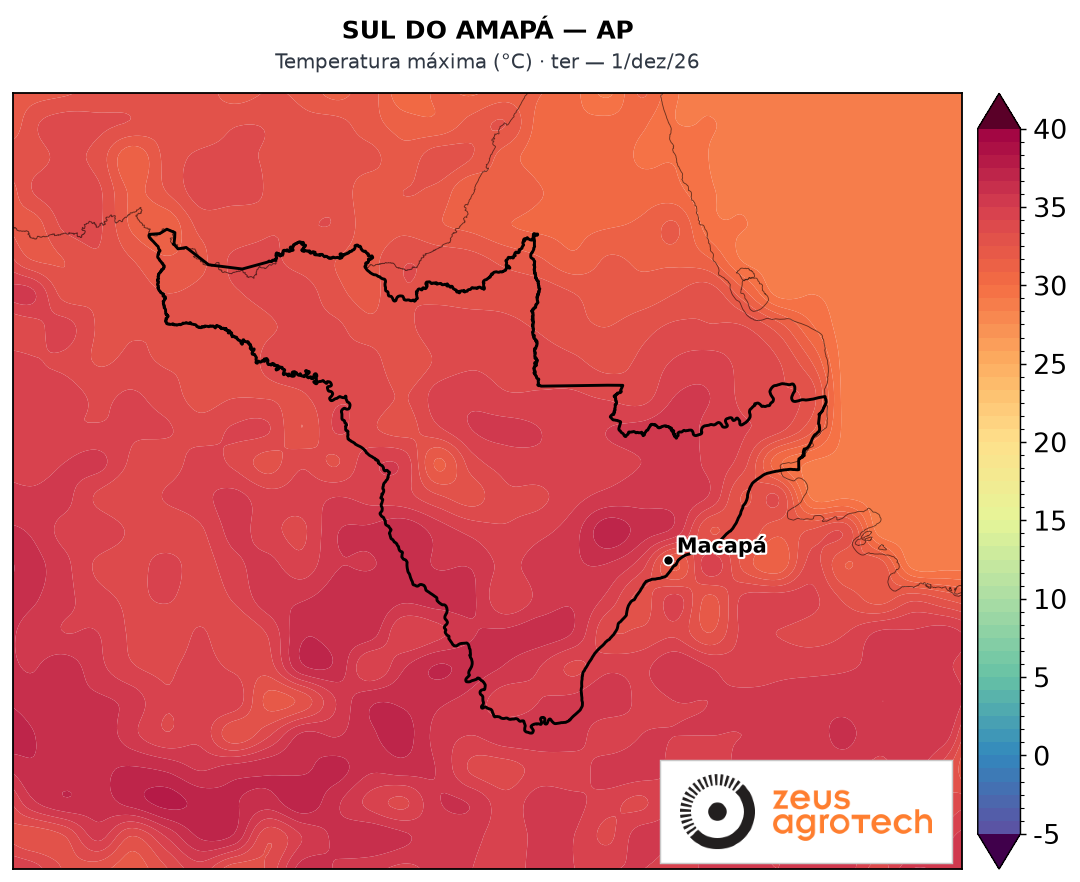 SUL DO AMAPÁ — AP
Temperatura máxima (°C) · ter — 1/dez/26
40
35
30
25
20
15
10
5
0
-5
Macapá
zeus
agrotech